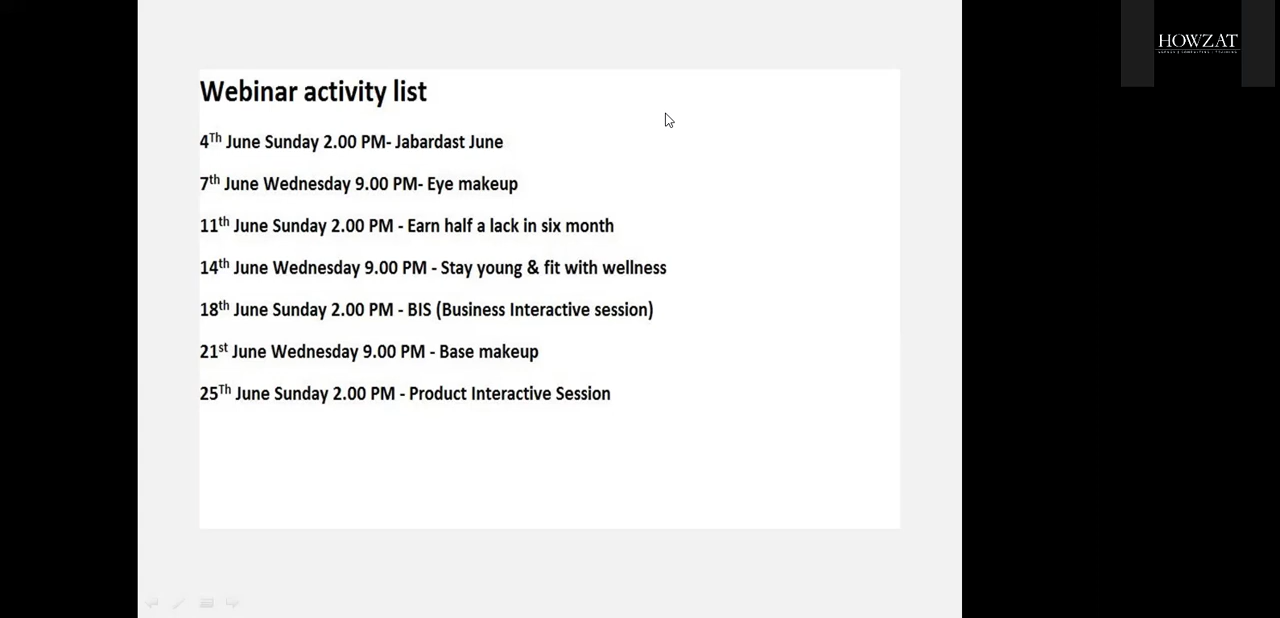 HOWZAT
Webinar activity list
4Th June Sunday 2.00 PM- Jabardast June
7th June Wednesday 9.00 PM- Eye makeup
11th June Sunday 2.00 PM - Earn half a lack in six month
14th June Wednesday 9.00 PM - Stay young & fit with wellness
18th June Sunday 2.00 PM - BIS (Business Interactive session)
21st June Wednesday 9.00 PM - Base makeup
25Th June Sunday 2.00 PM - Product Interactive Session